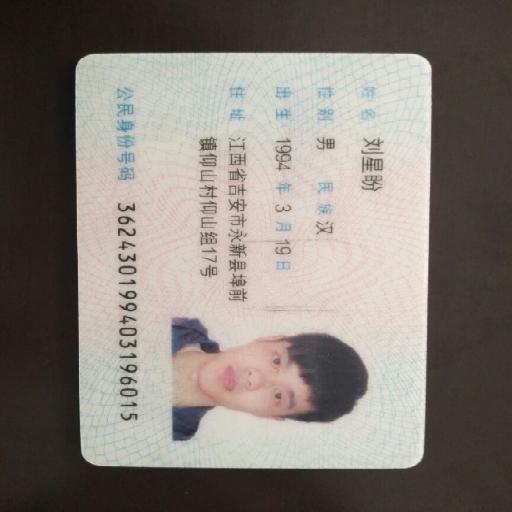 姓名 刘星盼
性别 男 民族 汉
出生 1994 年 3 月 19 日
住址 江西省吉安市永新县埠前
镇仰山村仰山组17号
公民身份号码 362430199403196015